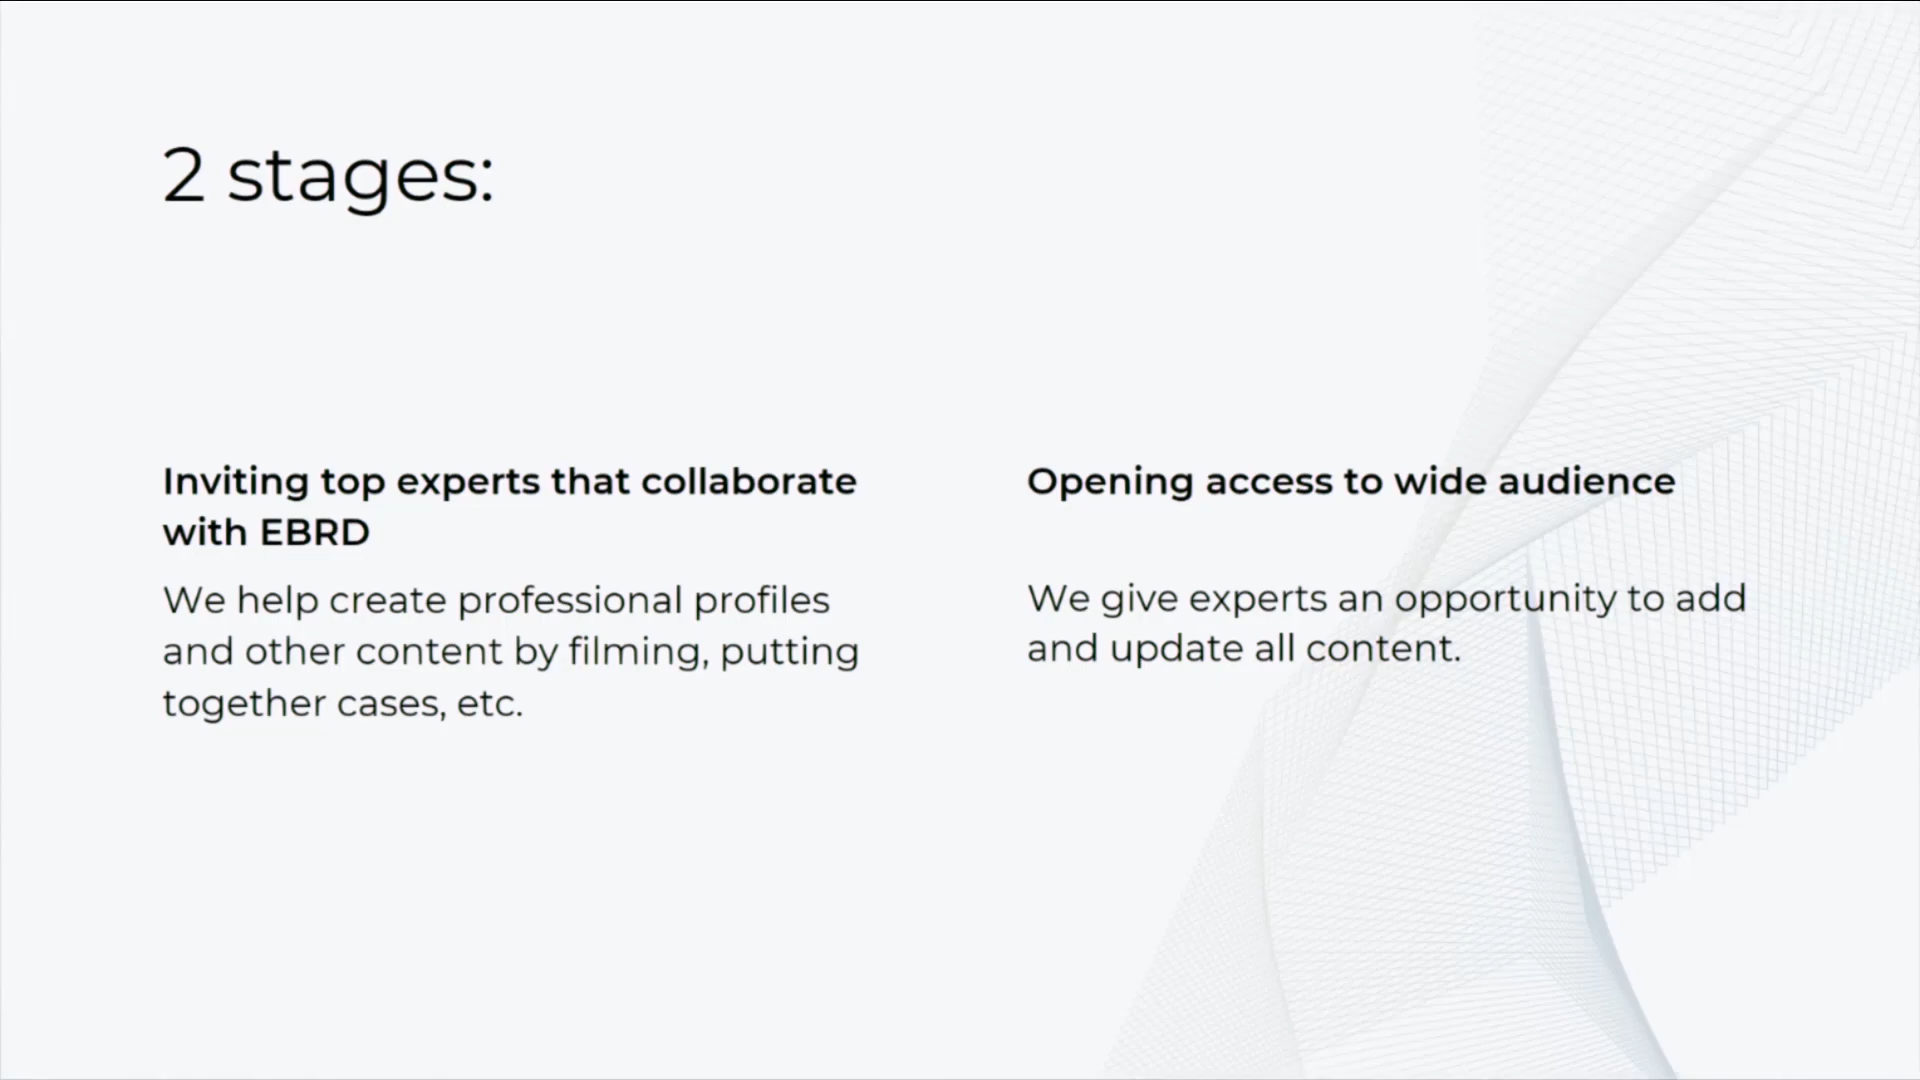 2 stages:
Inviting top experts that collaborate
with EBRD
We help create professional profiles
and other content by filming, putting
together cases, etc.
Opening access to wide audience
We give experts an opportunity to add
and update all content.